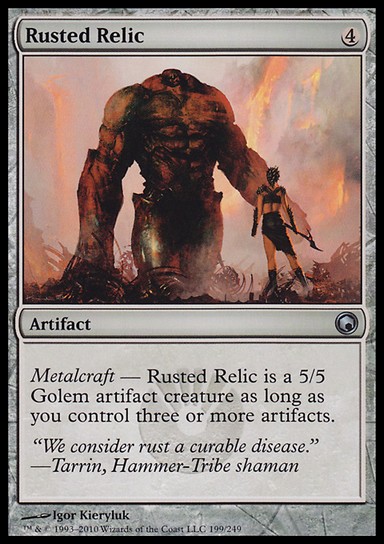 Rusted Relic 4
Artifact
Metalcraft — Rusted Relic is a 5/5
Golem artifact creature as long as
you control three or more artifacts.
“We consider rust a curable disease.”
—Tarrin, Hammer-Tribe shaman
Igor Kieryluk
™ & © 1993–2010 Wizards of the Coast LLC 199/249